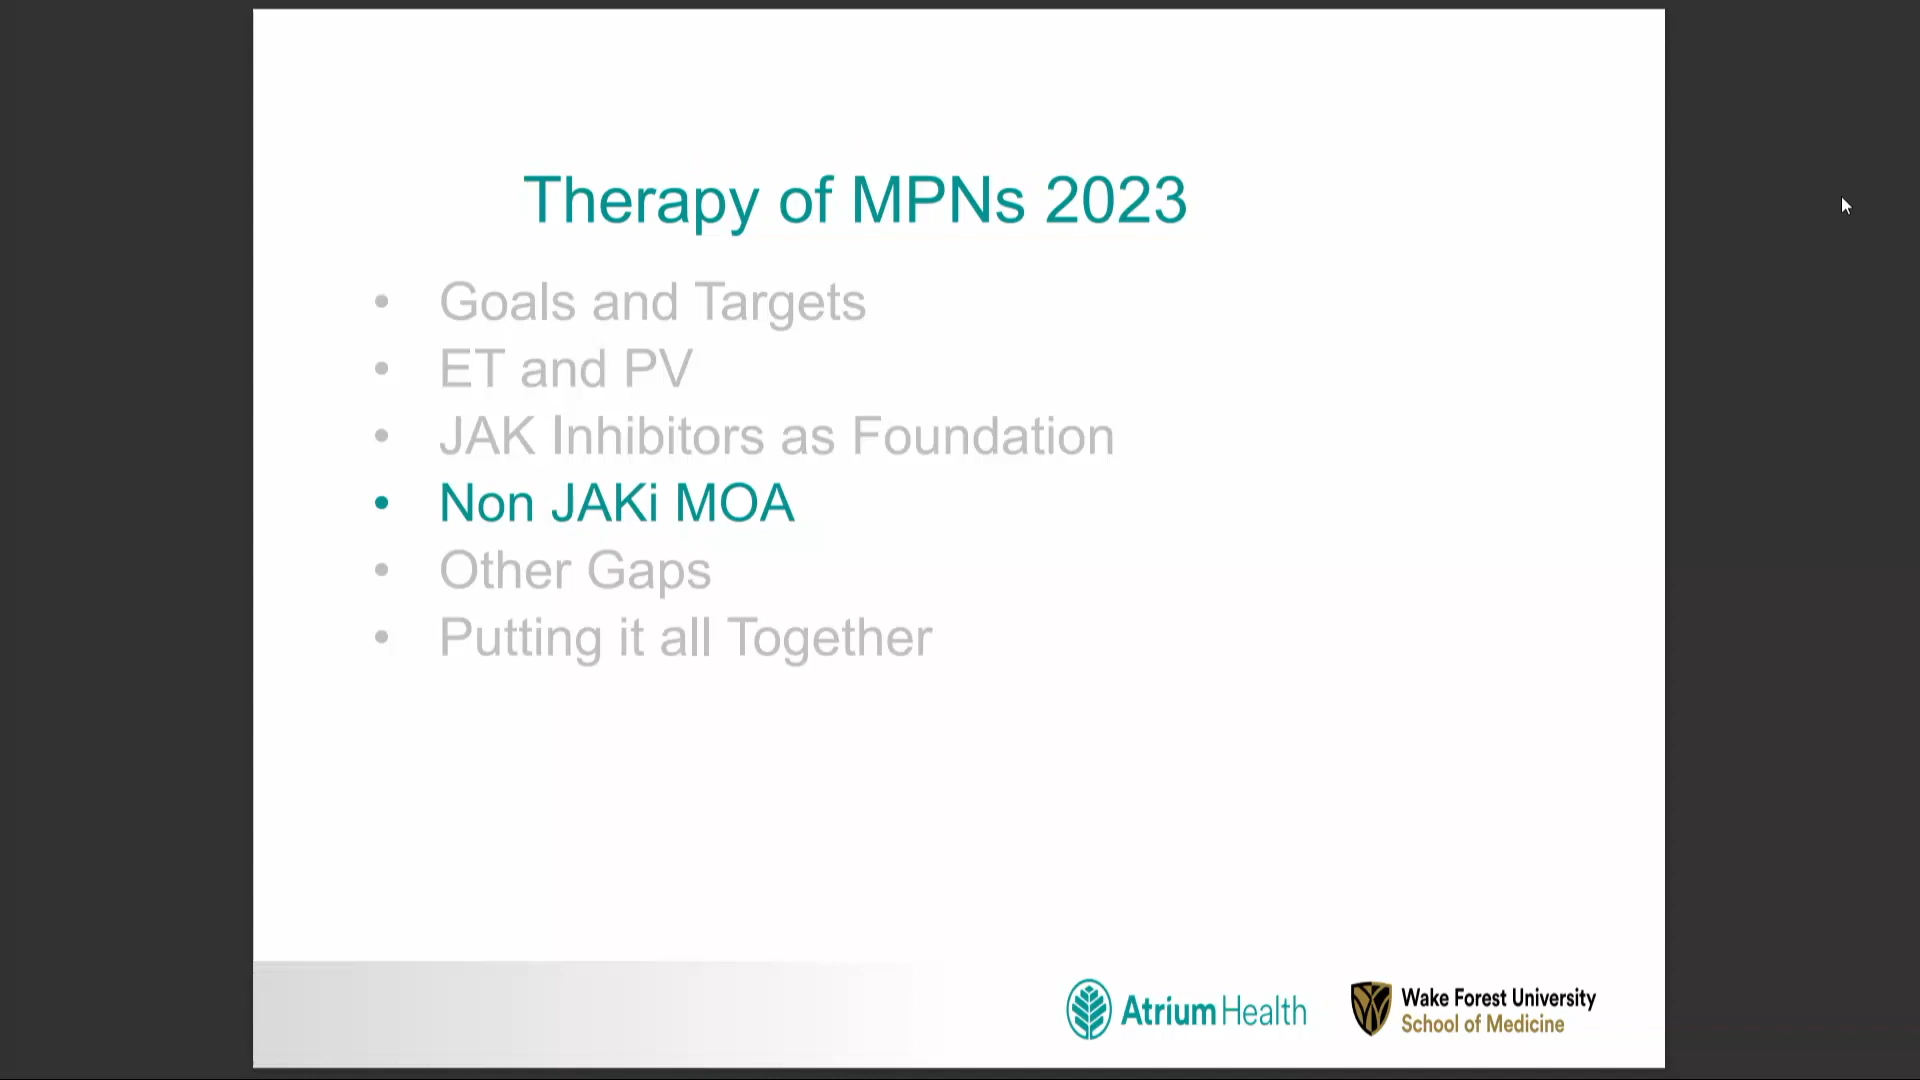 Therapy of MPNs 2023
• Goals and Targets
• ET and PV
• JAK Inhibitors as Foundation
• Non JAKi MOA
• Other Gaps
• Putting it all Together
Atrium Health
Wake Forest University
School of Medicine